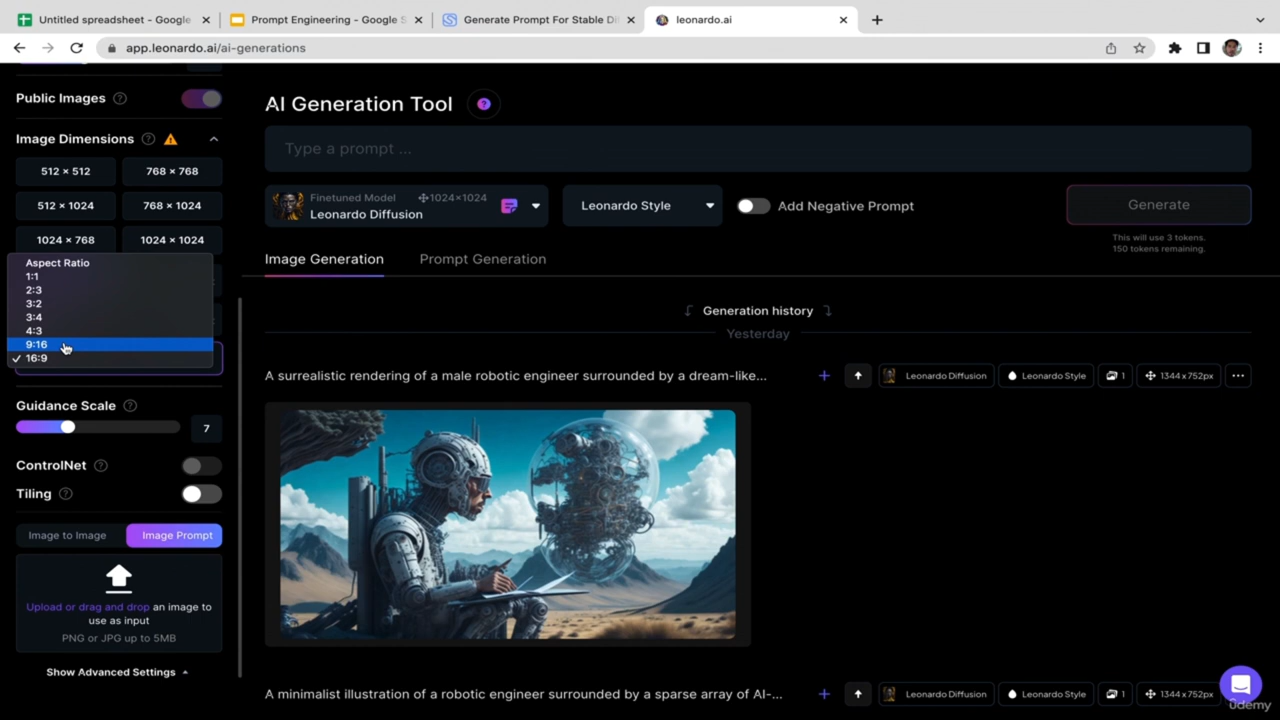 Untitled spreadsheet - Google
Prompt Engineering - Google S
Generate Prompt For Stable Di
leonardo.ai
app.leonardo.ai/ai-generations
Public Images
Image Dimensions
512 × 512
768 × 768
512 × 1024
768 × 1024
1024 × 768
1024 × 1024
Aspect Ratio
1:1
2:3
3:2
3:4
4:3
9:16
16:9
Guidance Scale
7
ControlNet
Tiling
Image to Image
Image Prompt
Upload or drag and drop an image to
use as input
PNG or JPG up to 5MB
Show Advanced Settings
AI Generation Tool
Type a prompt ...
Finetuned Model
1024×1024
Leonardo Diffusion
Leonardo Style
Add Negative Prompt
Generate
This will use 3 tokens.
150 tokens remaining.
Image Generation
Prompt Generation
Generation history
Yesterday
A surrealistic rendering of a male robotic engineer surrounded by a dream-like...
Leonardo Diffusion
Leonardo Style
1
1344 x 752px
A minimalist illustration of a robotic engineer surrounded by a sparse array of AI-...
Leonardo Diffusion
Leonardo Style
1
1344 x 752px
ûdemy